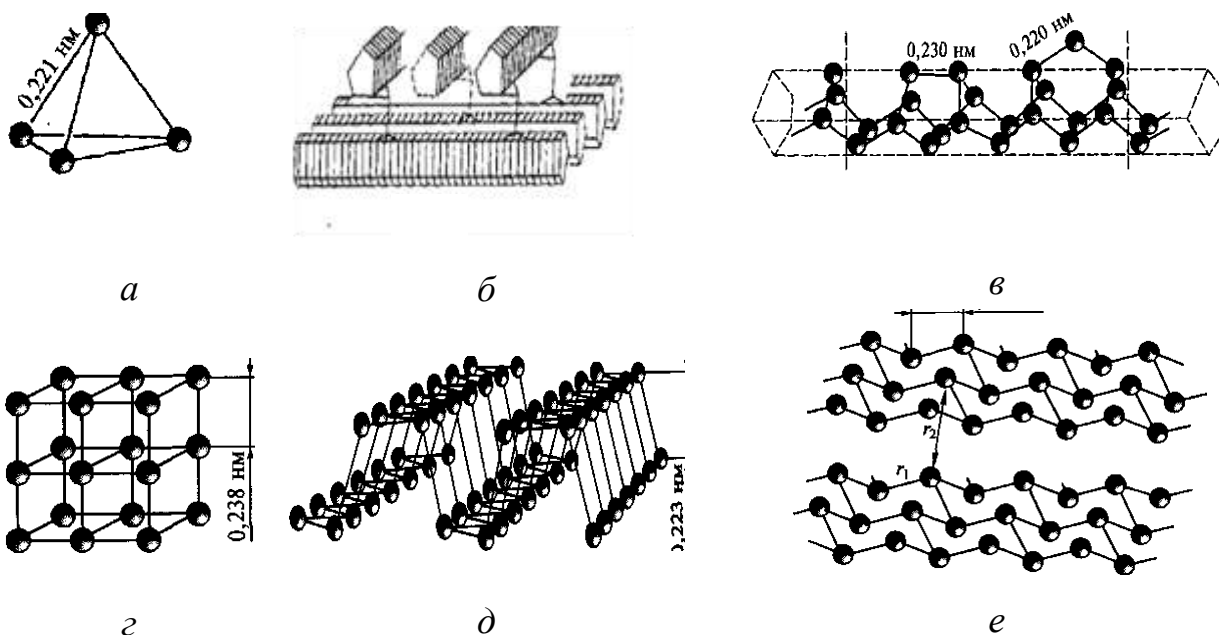 0,221 нм
0,230 нм
0,220 нм
а
б
в
0,238 нм
0,223 нм
r₂
r₁
г
д
е